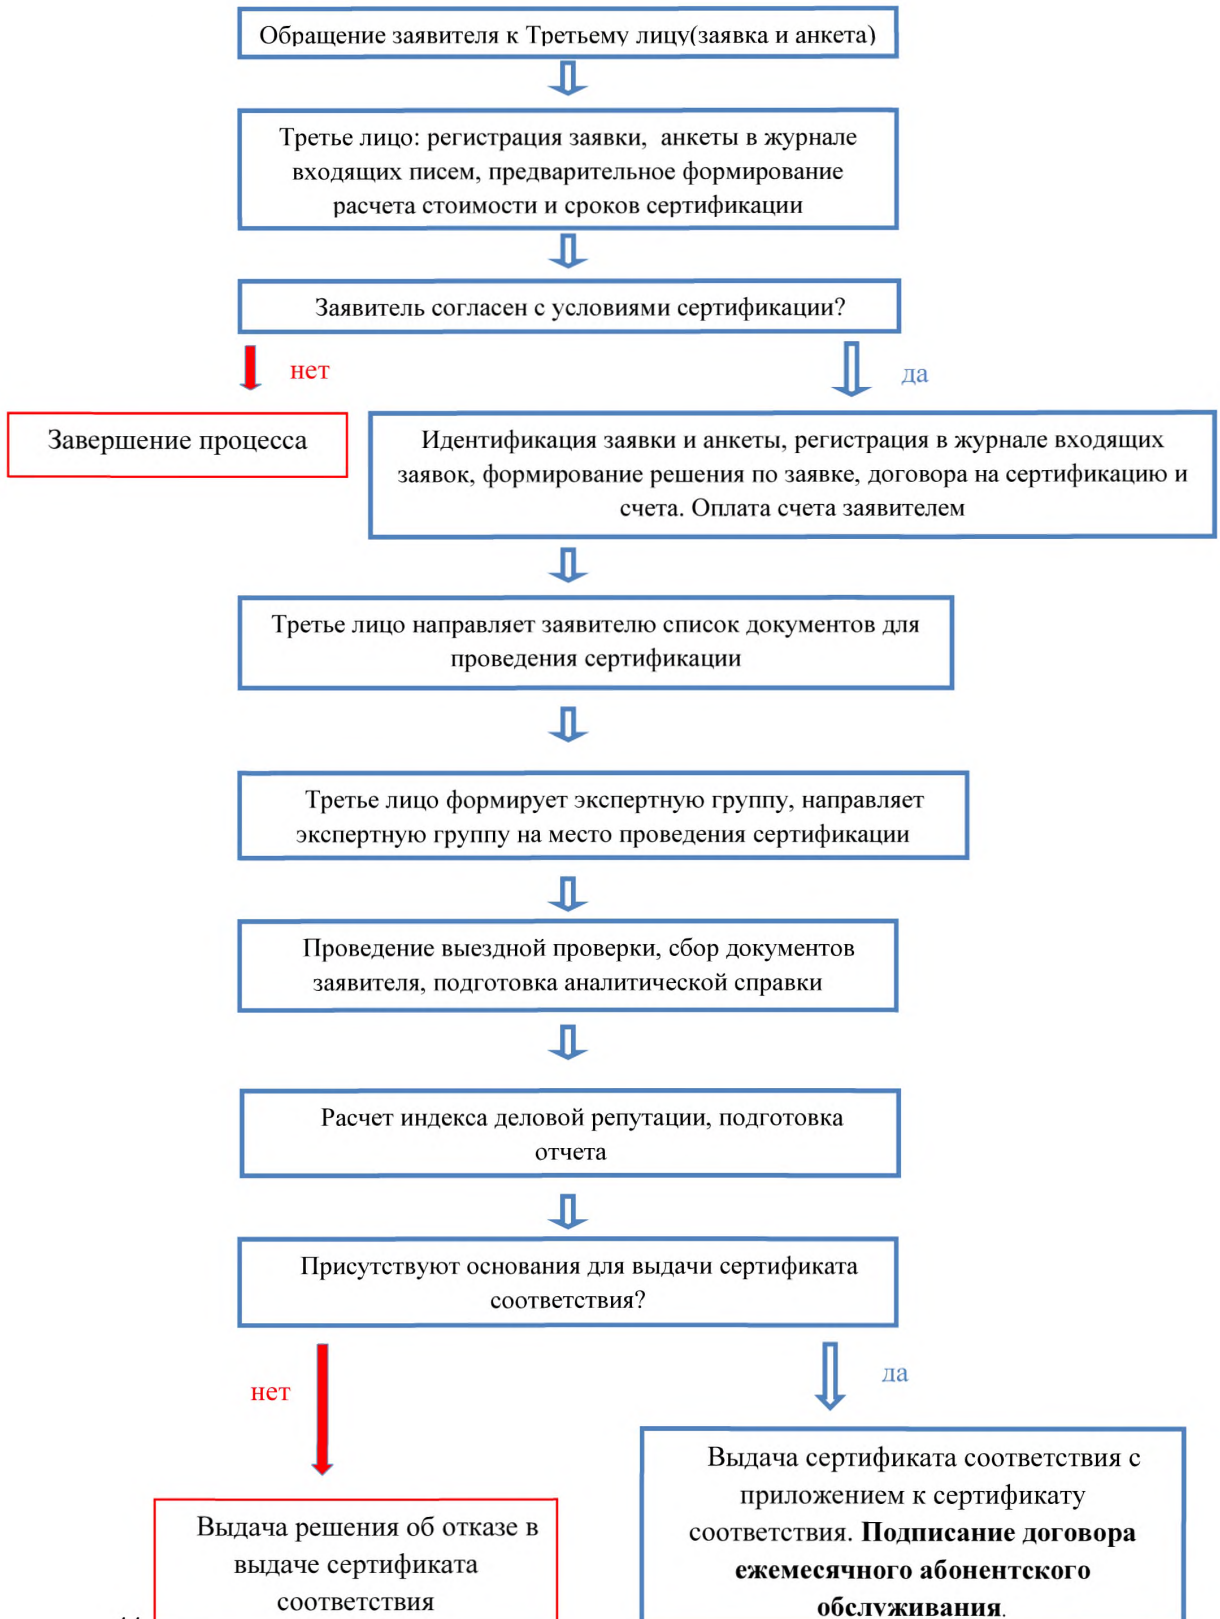 Обращение заявителя к Третьему лицу(заявка и анкета)
Третье лицо: регистрация заявки, анкеты в журнале
входящих писем, предварительное формирование
расчета стоимости и сроков сертификации
Заявитель согласен с условиями сертификации?
нет
да
Завершение процесса
Идентификация заявки и анкеты, регистрация в журнале входящих
заявок, формирование решения по заявке, договора на сертификацию и
счета. Оплата счета заявителем
Третье лицо направляет заявителю список документов для
проведения сертификации
Третье лицо формирует экспертную группу, направляет
экспертную группу на место проведения сертификации
Проведение выездной проверки, сбор документов
заявителя, подготовка аналитической справки
Расчет индекса деловой репутации, подготовка
отчета
Присутствуют основания для выдачи сертификата
соответствия?
нет
да
Выдача решения об отказе в
выдаче сертификата
соответствия
Выдача сертификата соответствия с
приложением к сертификату
соответствия. Подписание договора
ежемесячного абонентского
обслуживания.